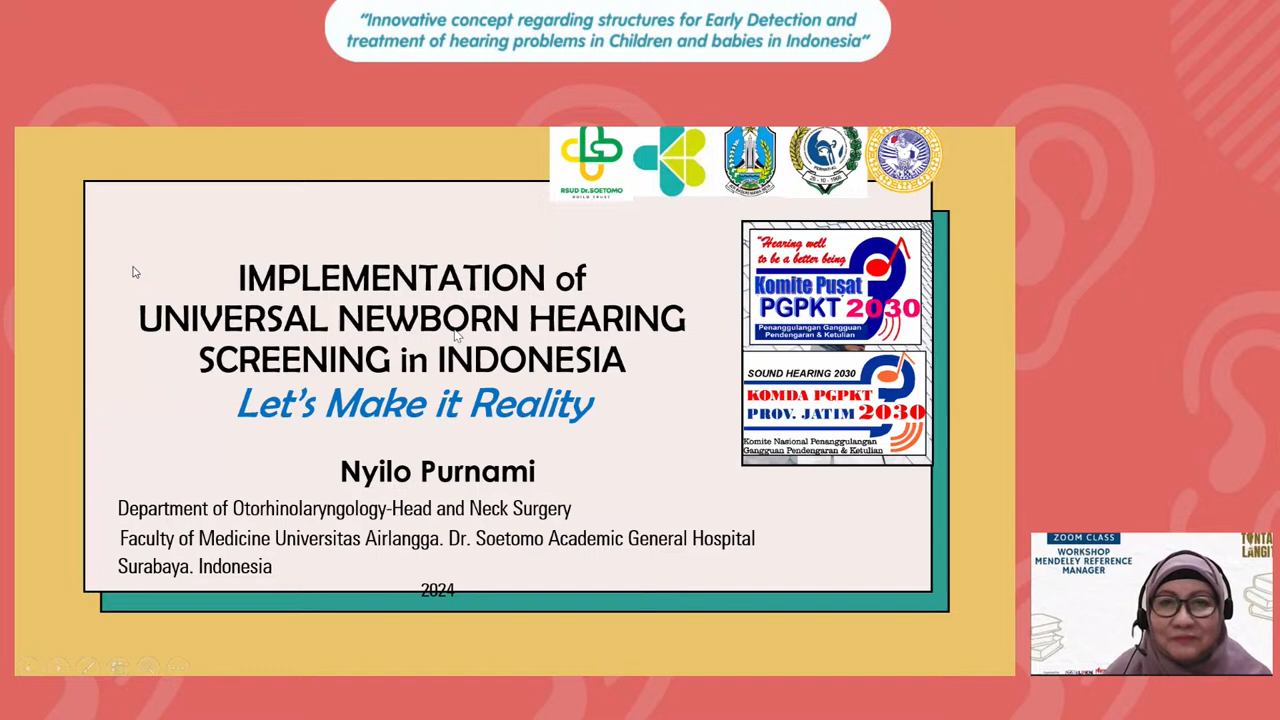 “Innovative concept regarding structures for Early Detection and
treatment of hearing problems in Children and babies in Indonesia”
RSUD Dr.SOETOMO
BUILD TRUST
"Hearing well
to be a better being
Komite Pusat
PGPKT 2030
Penanggulangan Gangguan
Pendengaran & Ketulian
SOUND HEARING 2030
KOMDA PGPKT
PROV. JATIM 2030
Komite Nasional Penanggulangan
Gangguan Pendengaran & Ketulian
IMPLEMENTATION of
UNIVERSAL NEWBORN HEARING
SCREENING in INDONESIA
Let's Make it Reality
Nyilo Purnami
Department of Otorhinolaryngology-Head and Neck Surgery
Faculty of Medicine Universitas Airlangga. Dr. Soetomo Academic General Hospital
Surabaya. Indonesia
2024
ZOOM CLASS
WORKSHOP
MENDELEY REFERENCE
MANAGER